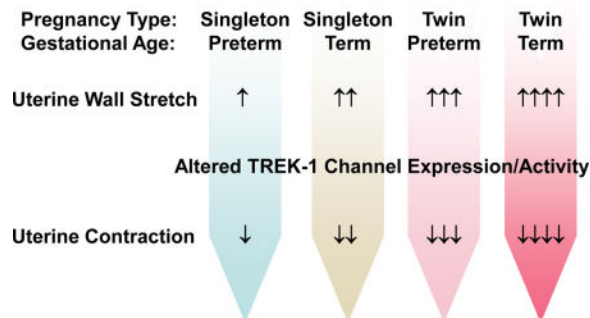 Pregnancy Type: Singleton Singleton Twin Twin
Gestational Age: Preterm Term Preterm Term
Uterine Wall Stretch ↑ ↑↑ ↑↑↑ ↑↑↑↑
Altered TREK-1 Channel Expression/Activity
Uterine Contraction ↓ ↓↓ ↓↓↓ ↓↓↓↓